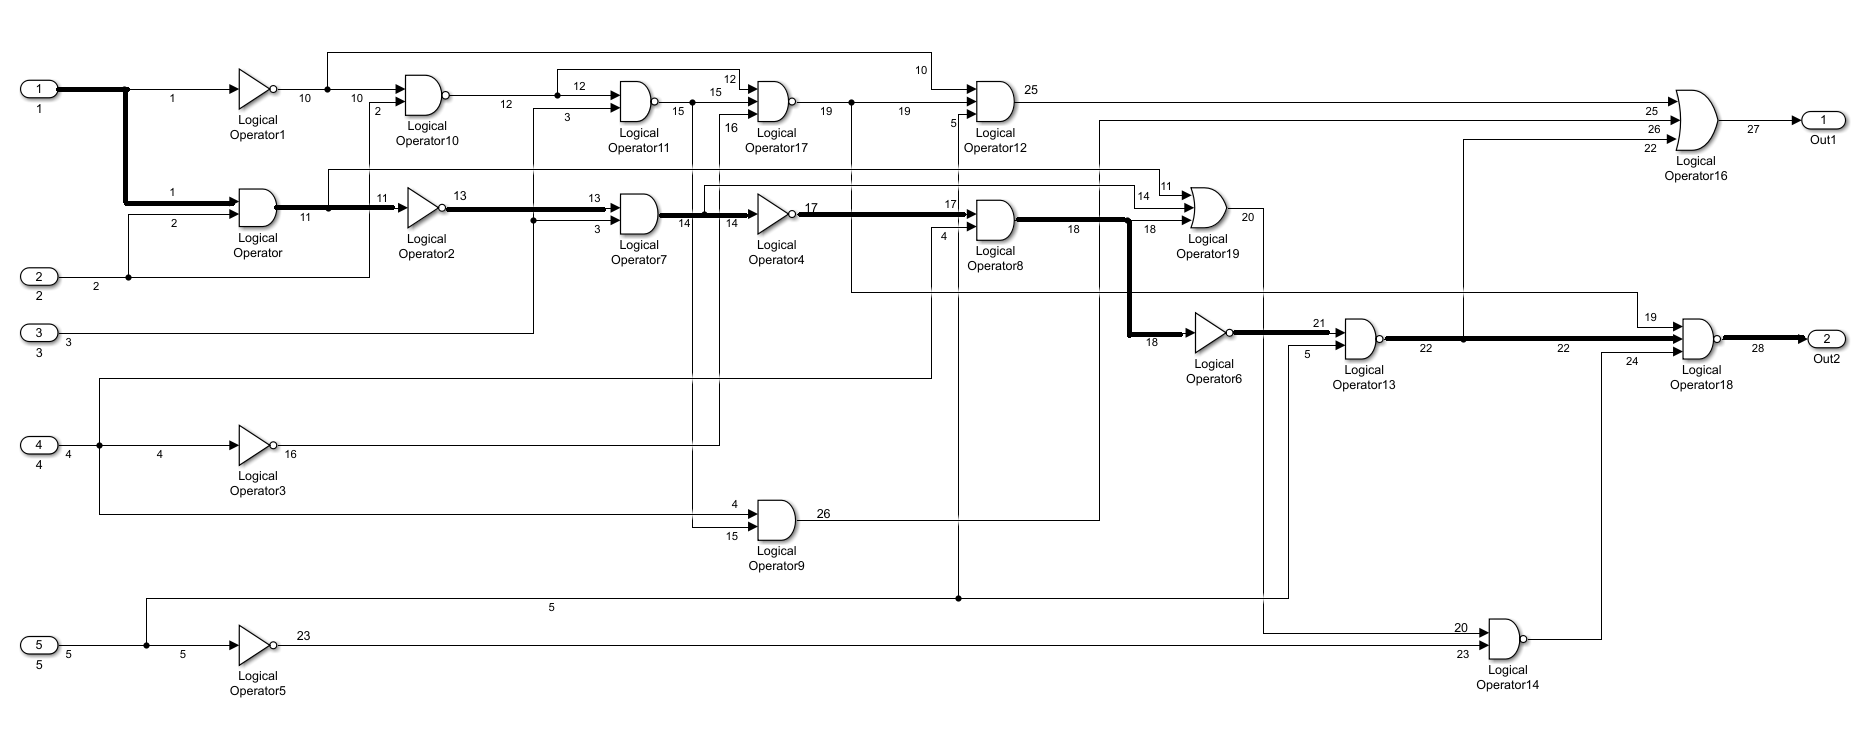 10
12
12
25
1
1
1
10
10
2
12
3
15
15
16
19
19
5
25
26
22
27
1
Out1
Logical
Operator1
Logical
Operator10
Logical
Operator11
Logical
Operator17
Logical
Operator12
Logical
Operator16
1
2
11
11
13
13
3
14
14
17
17
4
18
11
14
18
20
Logical
Operator
Logical
Operator2
Logical
Operator7
Logical
Operator4
Logical
Operator8
Logical
Operator19
2
2
2
3
3
3
18
21
5
22
22
19
24
28
2
Out2
Logical
Operator6
Logical
Operator13
Logical
Operator18
4
4
4
4
16
Logical
Operator3
4
15
26
Logical
Operator9
5
5
5
5
5
23
Logical
Operator5
20
23
Logical
Operator14